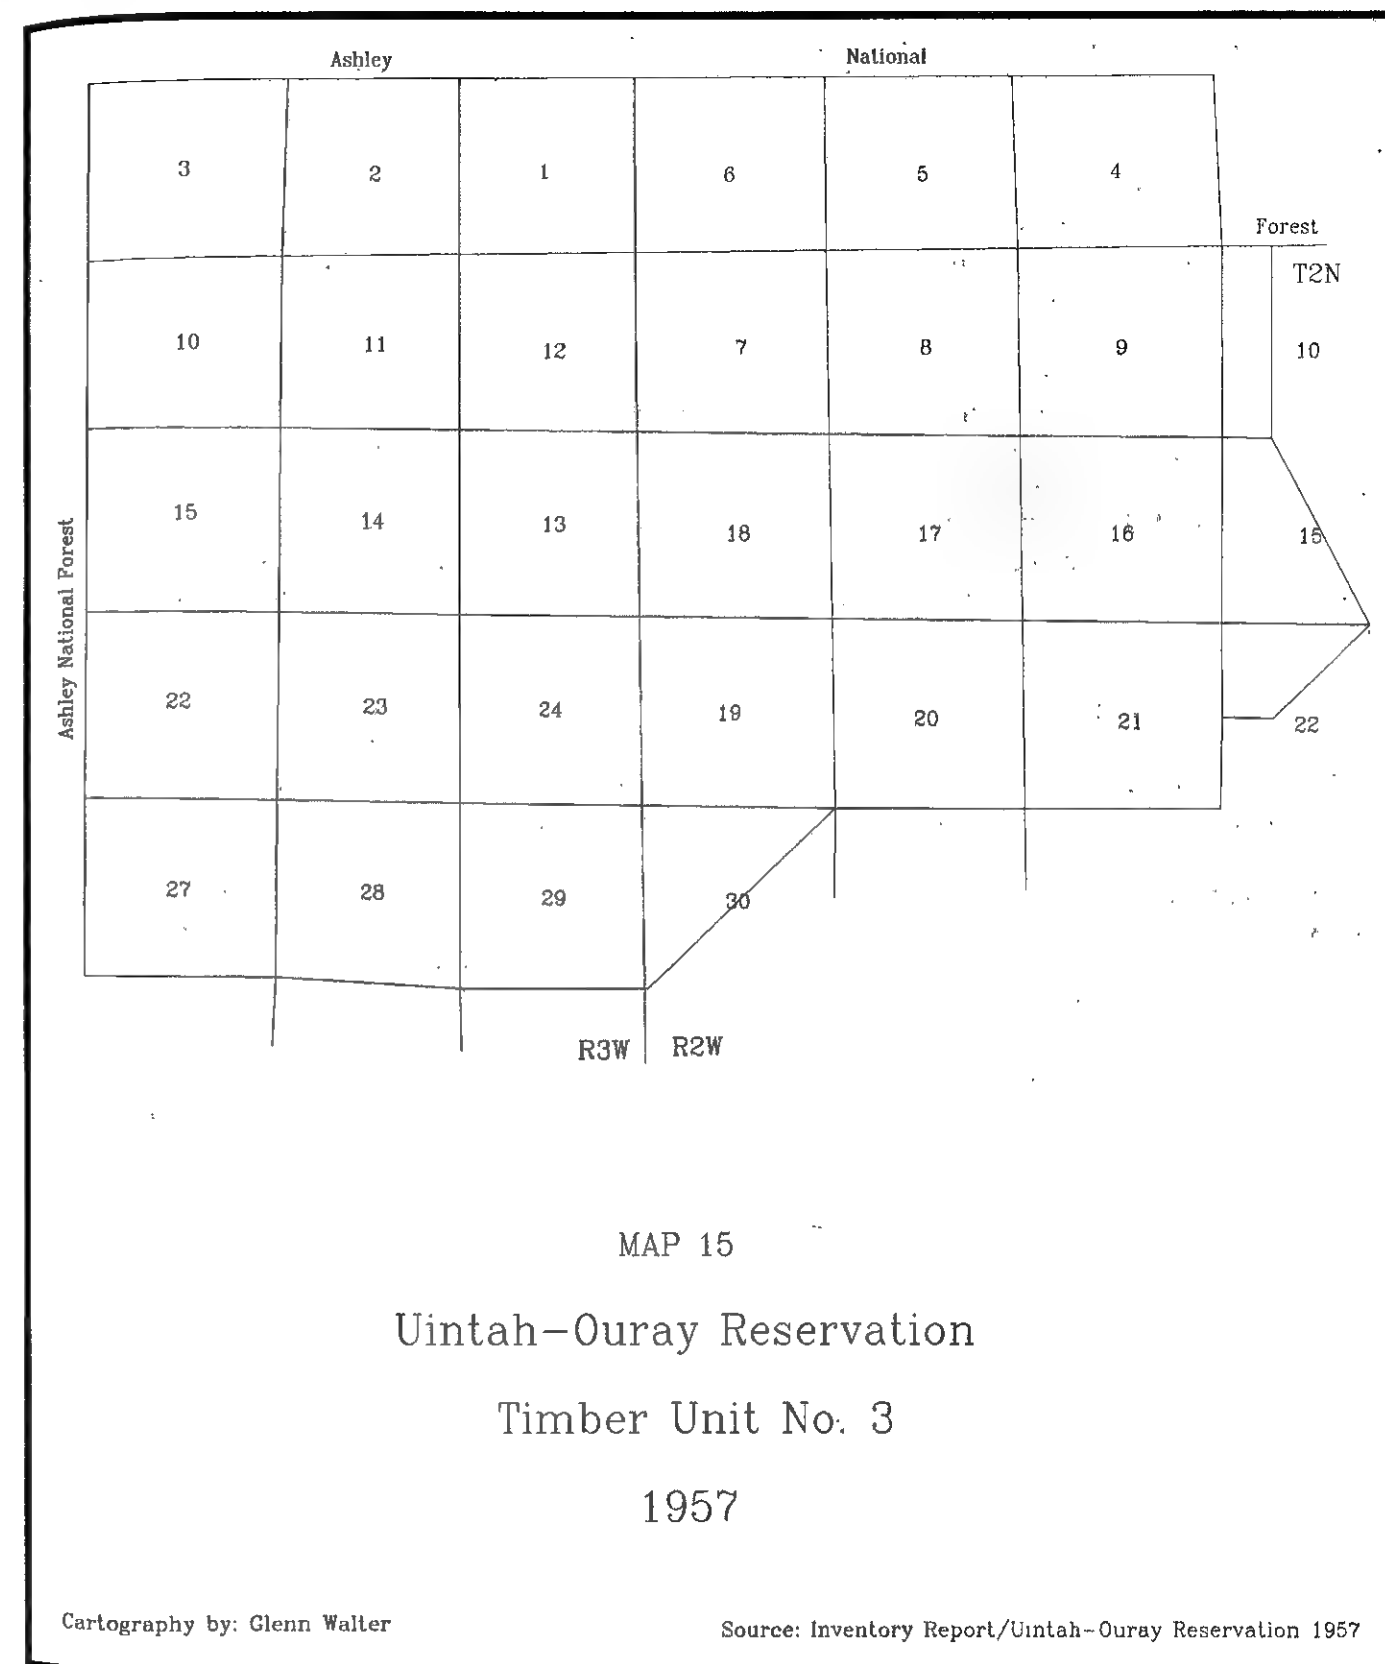 Ashley National
3 2 1 6 5 4
Forest
T2N
10 11 12 7 8 9 10
15 14 13 18 17 16 15
Ashley National Forest
22 23 24 19 20 21 22
27 28 29 30
R3W R2W
MAP 15
Uintah-Ouray Reservation
Timber Unit No. 3
1957
Cartography by: Glenn Walter
Source: Inventory Report/Uintah-Ouray Reservation 1957